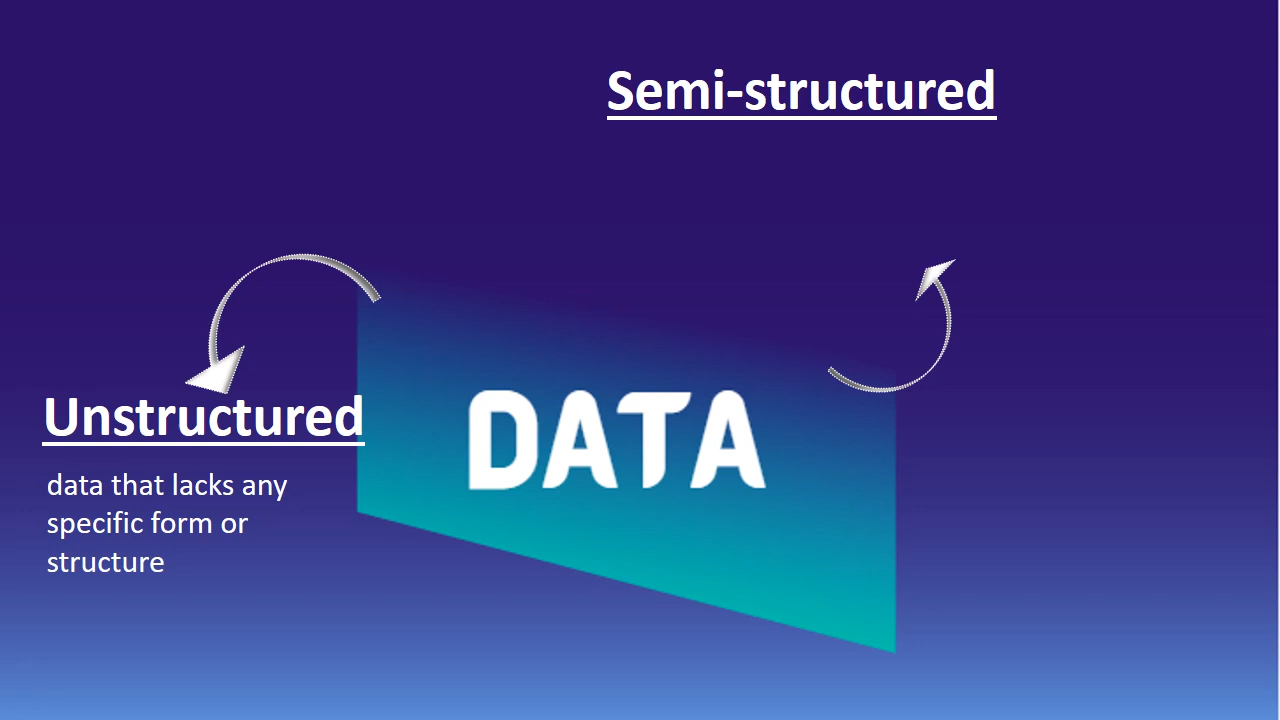 Semi-structured
Unstructured
data that lacks any
specific form or
structure
DATA